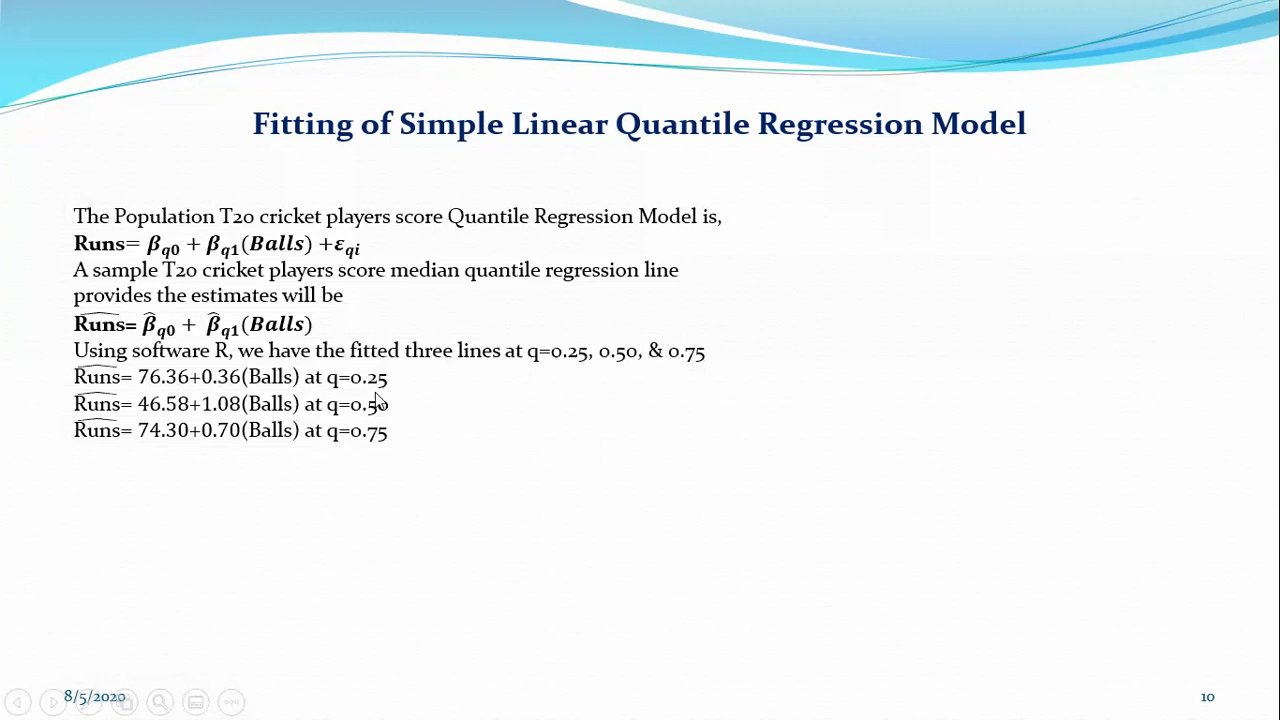 Fitting of Simple Linear Quantile Regression Model
The Population T20 cricket players score Quantile Regression Model is,
Runs= β_q0 + β_q1(Balls) +ε_qi
A sample T20 cricket players score median quantile regression line
provides the estimates will be
R͡uns= β̂_q0 + β̂_q1(Balls)
Using software R, we have the fitted three lines at q=0.25, 0.50, & 0.75
R͡uns= 76.36+0.36(Balls) at q=0.25
R͡uns= 46.58+1.08(Balls) at q=0.50
R͡uns= 74.30+0.70(Balls) at q=0.75
8/5/2020
10